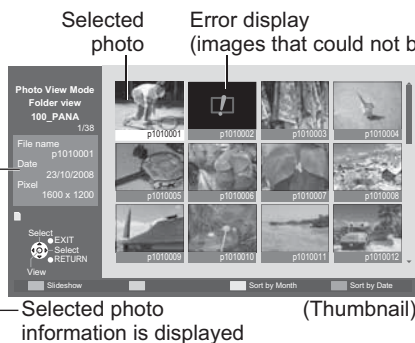 Selected
photo
Error display
(images that could not b
Photo View Mode
Folder view
100_PANA
1/38
File name
p1010001
Date
23/10/2008
Pixel
1600 x 1200
Select
EXIT
Select
RETURN
View
p1010001
p1010002
p1010003
p1010004
p1010005
p1010006
p1010007
p1010008
p1010009
p1010010
p1010011
p1010012
Slideshow
Sort by Month
Sort by Date
Selected photo
information is displayed
(Thumbnail)